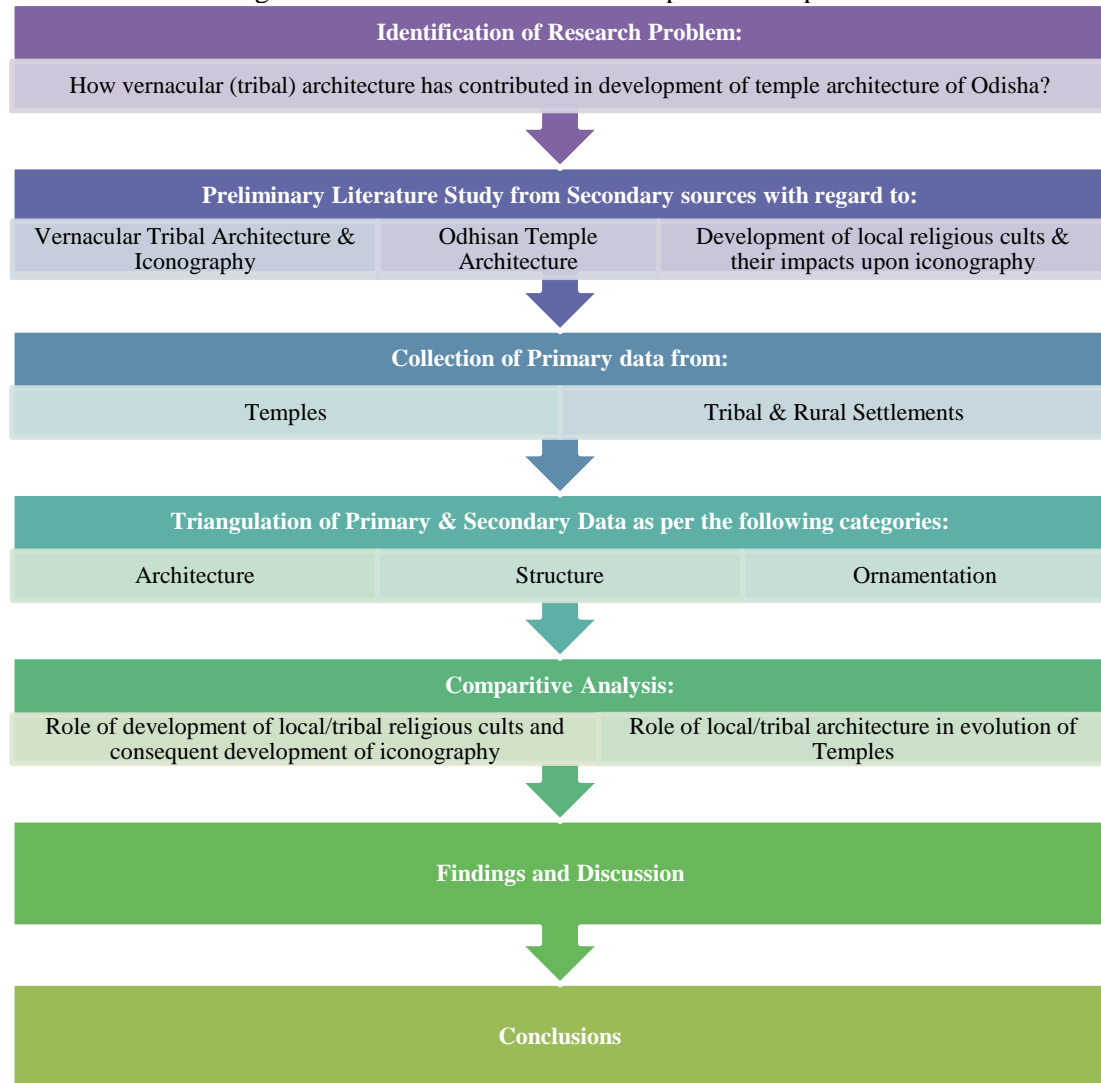 Identification of Research Problem:
How vernacular (tribal) architecture has contributed in development of temple architecture of Odisha?
Preliminary Literature Study from Secondary sources with regard to:
Vernacular Tribal Architecture &
Iconography
Odhisan Temple
Architecture
Development of local religious cults &
their impacts upon iconography
Collection of Primary data from:
Temples
Tribal & Rural Settlements
Triangulation of Primary & Secondary Data as per the following categories:
Architecture
Structure
Ornamentation
Comparitive Analysis:
Role of development of local/tribal religious cults and
consequent development of iconography
Role of local/tribal architecture in evolution of
Temples
Findings and Discussion
Conclusions